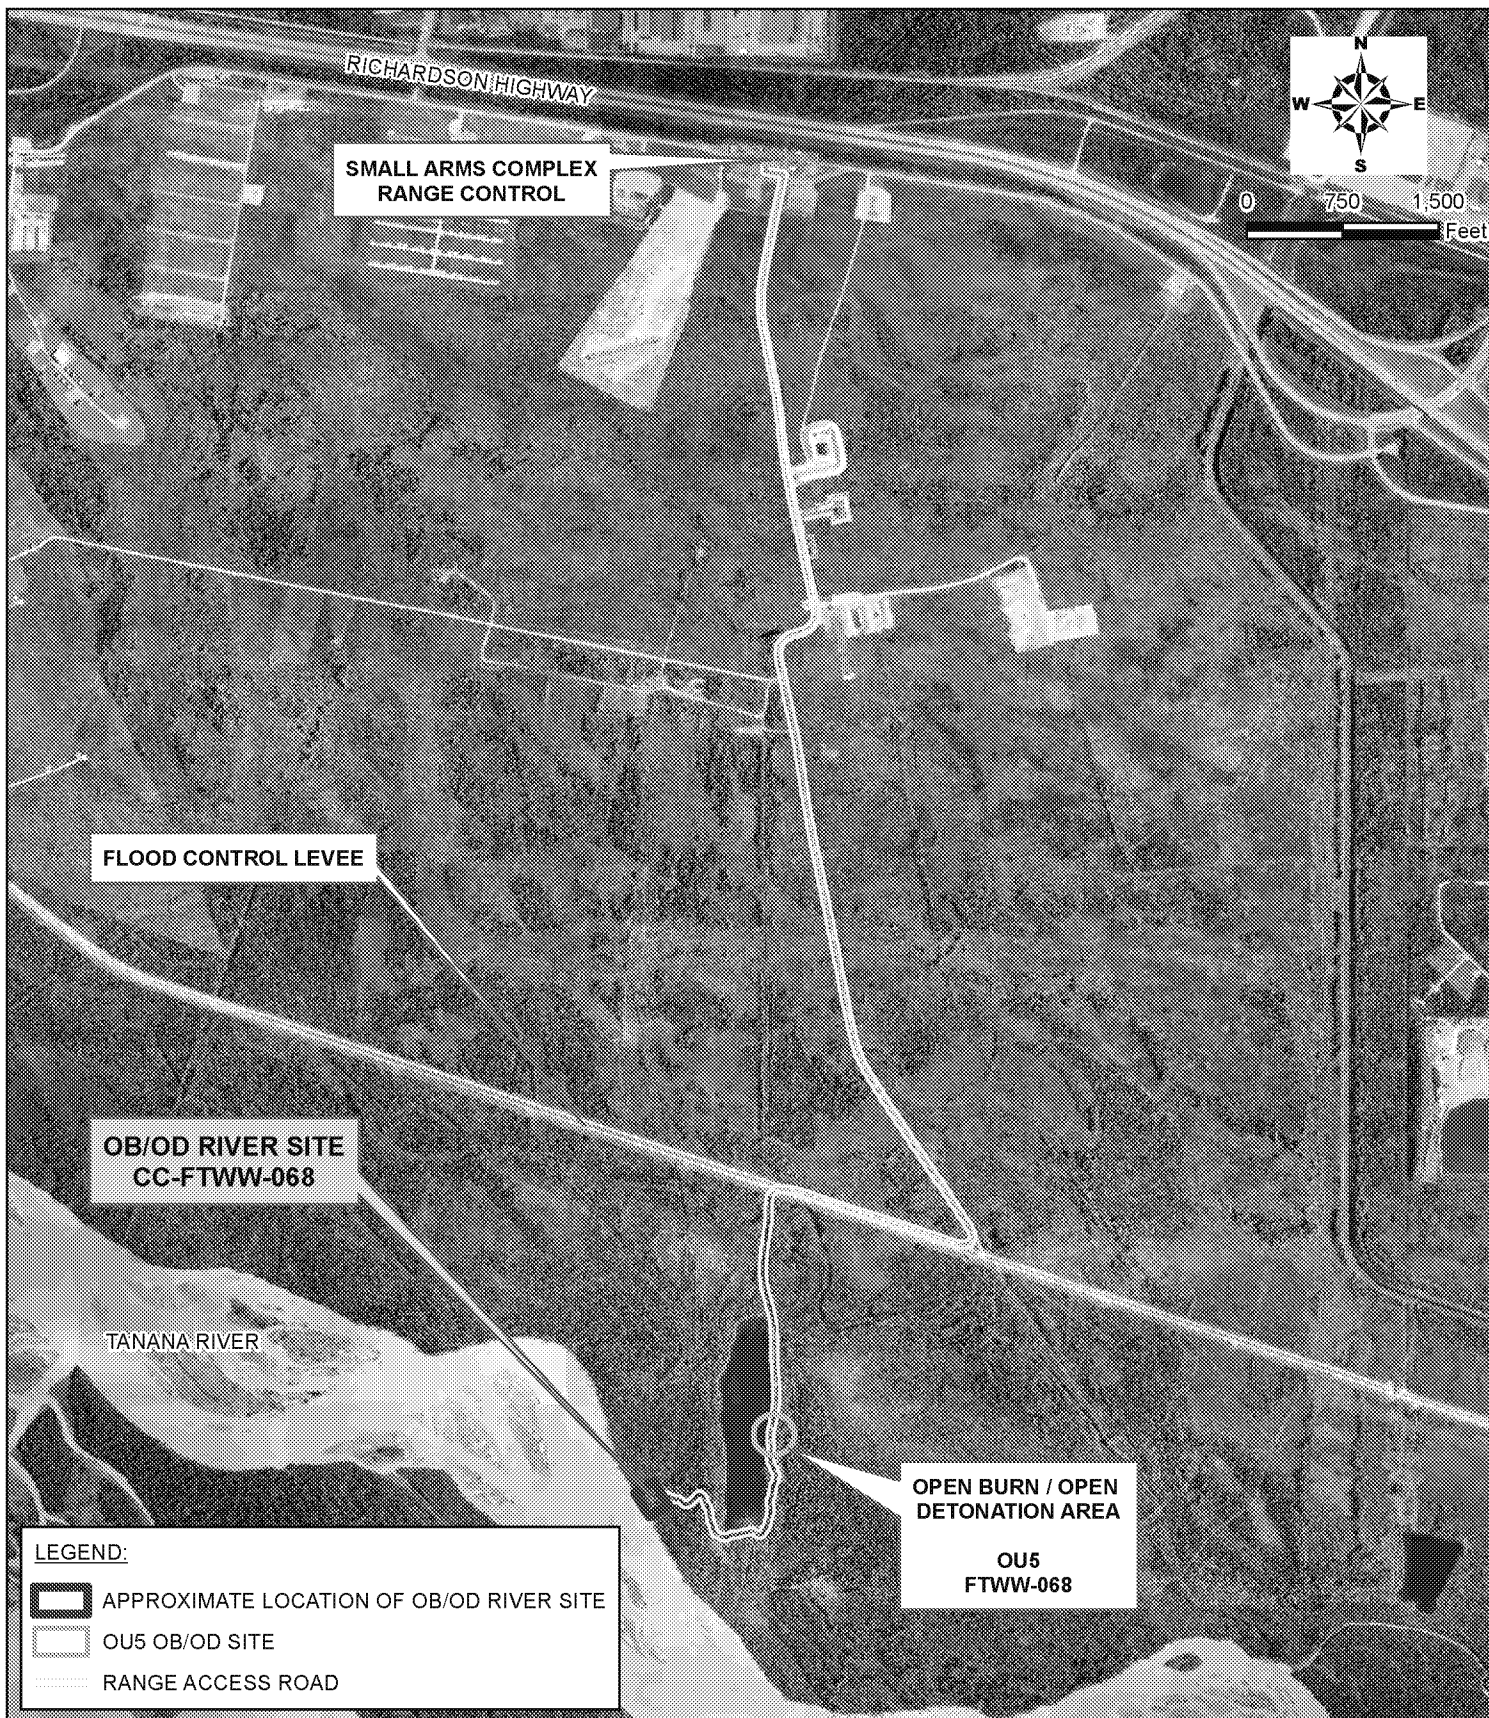 RICHARDSON HIGHWAY
N
W E
S
SMALL ARMS COMPLEX
RANGE CONTROL
0 750 1,500
Feet
FLOOD CONTROL LEVEE
OB/OD RIVER SITE
CC-FTWW-068
TANANA RIVER
OPEN BURN / OPEN
DETONATION AREA
OU5
FTWW-068
LEGEND:
APPROXIMATE LOCATION OF OB/OD RIVER SITE
OU5 OB/OD SITE
RANGE ACCESS ROAD